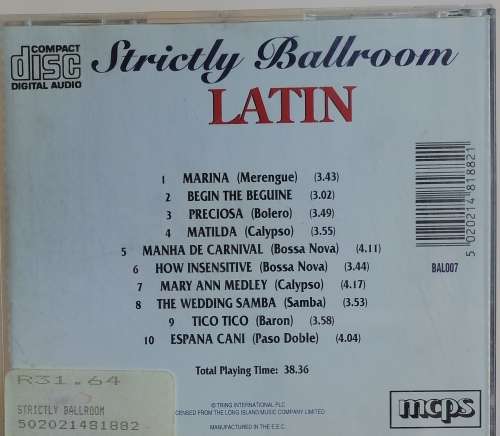 COMPACT
disc
DIGITAL AUDIO
Strictly Ballroom
LATIN
1 MARINA (Merengue) (3.43)
2 BEGIN THE BEGUINE (3.02)
3 PRECIOSA (Bolero) (3.49)
4 MATILDA (Calypso) (3.55)
5 MANHA DE CARNIVAL (Bossa Nova) (4.11)
6 HOW INSENSITIVE (Bossa Nova) (3.44)
7 MARY ANN MEDLEY (Calypso) (4.17)
8 THE WEDDING SAMBA (Samba) (3.53)
9 TICO TICO (Baron) (3.58)
10 ESPANA CANI (Paso Doble) (4.04)
Total Playing Time: 38.36
5 020214 818821
BAL007
© TRING INTERNATIONAL PLC
LICENSED FROM THE LONG ISLAND MUSIC COMPANY LIMITED
MANUFACTURED IN THE E.E.C.
mcps
R31.64
STRICTLY BALLROOM
502021481882